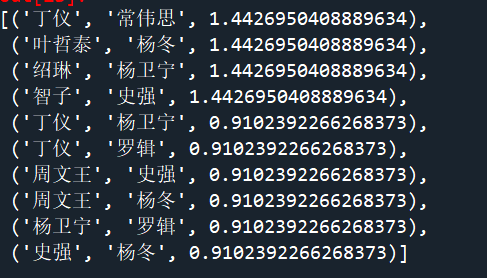 [('丁仪', '常伟思', 1.4426950408889634),
('叶哲泰', '杨冬', 1.4426950408889634),
('绍琳', '杨卫宁', 1.4426950408889634),
('智子', '史强', 1.4426950408889634),
('丁仪', '杨卫宁', 0.9102392266268373),
('丁仪', '罗辑', 0.9102392266268373),
('周文王', '史强', 0.9102392266268373),
('周文王', '杨冬', 0.9102392266268373),
('杨卫宁', '罗辑', 0.9102392266268373),
('史强', '杨冬', 0.9102392266268373)]